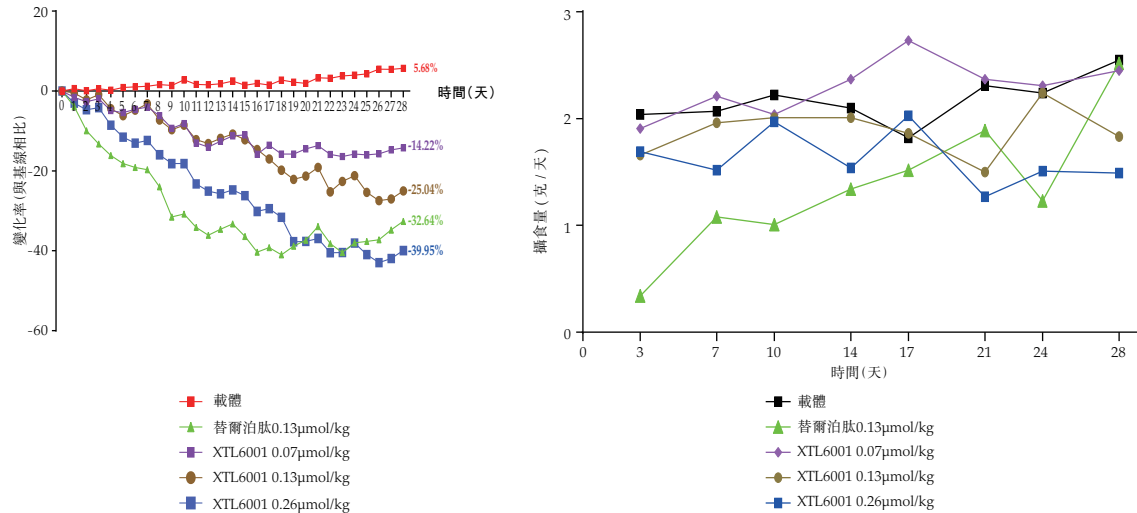 20
0
-20
-40
-60
變化率(與基線相比)
0 4 5 6 7 8 9 10 11 12 13 14 15 16 17 18 19 20 21 22 23 24 25 26 27 28
時間(天)
5.68%
-14.22%
-25.04%
-32.64%
-39.95%
載體
替爾泊肽0.13μmol/kg
XTL6001 0.07μmol/kg
XTL6001 0.13μmol/kg
XTL6001 0.26μmol/kg
3
2
1
0
攝食量(克/天)
0 3 7 10 14 17 21 24 28
時間(天)
載體
替爾泊肽0.13μmol/kg
XTL6001 0.07μmol/kg
XTL6001 0.13μmol/kg
XTL6001 0.26μmol/kg